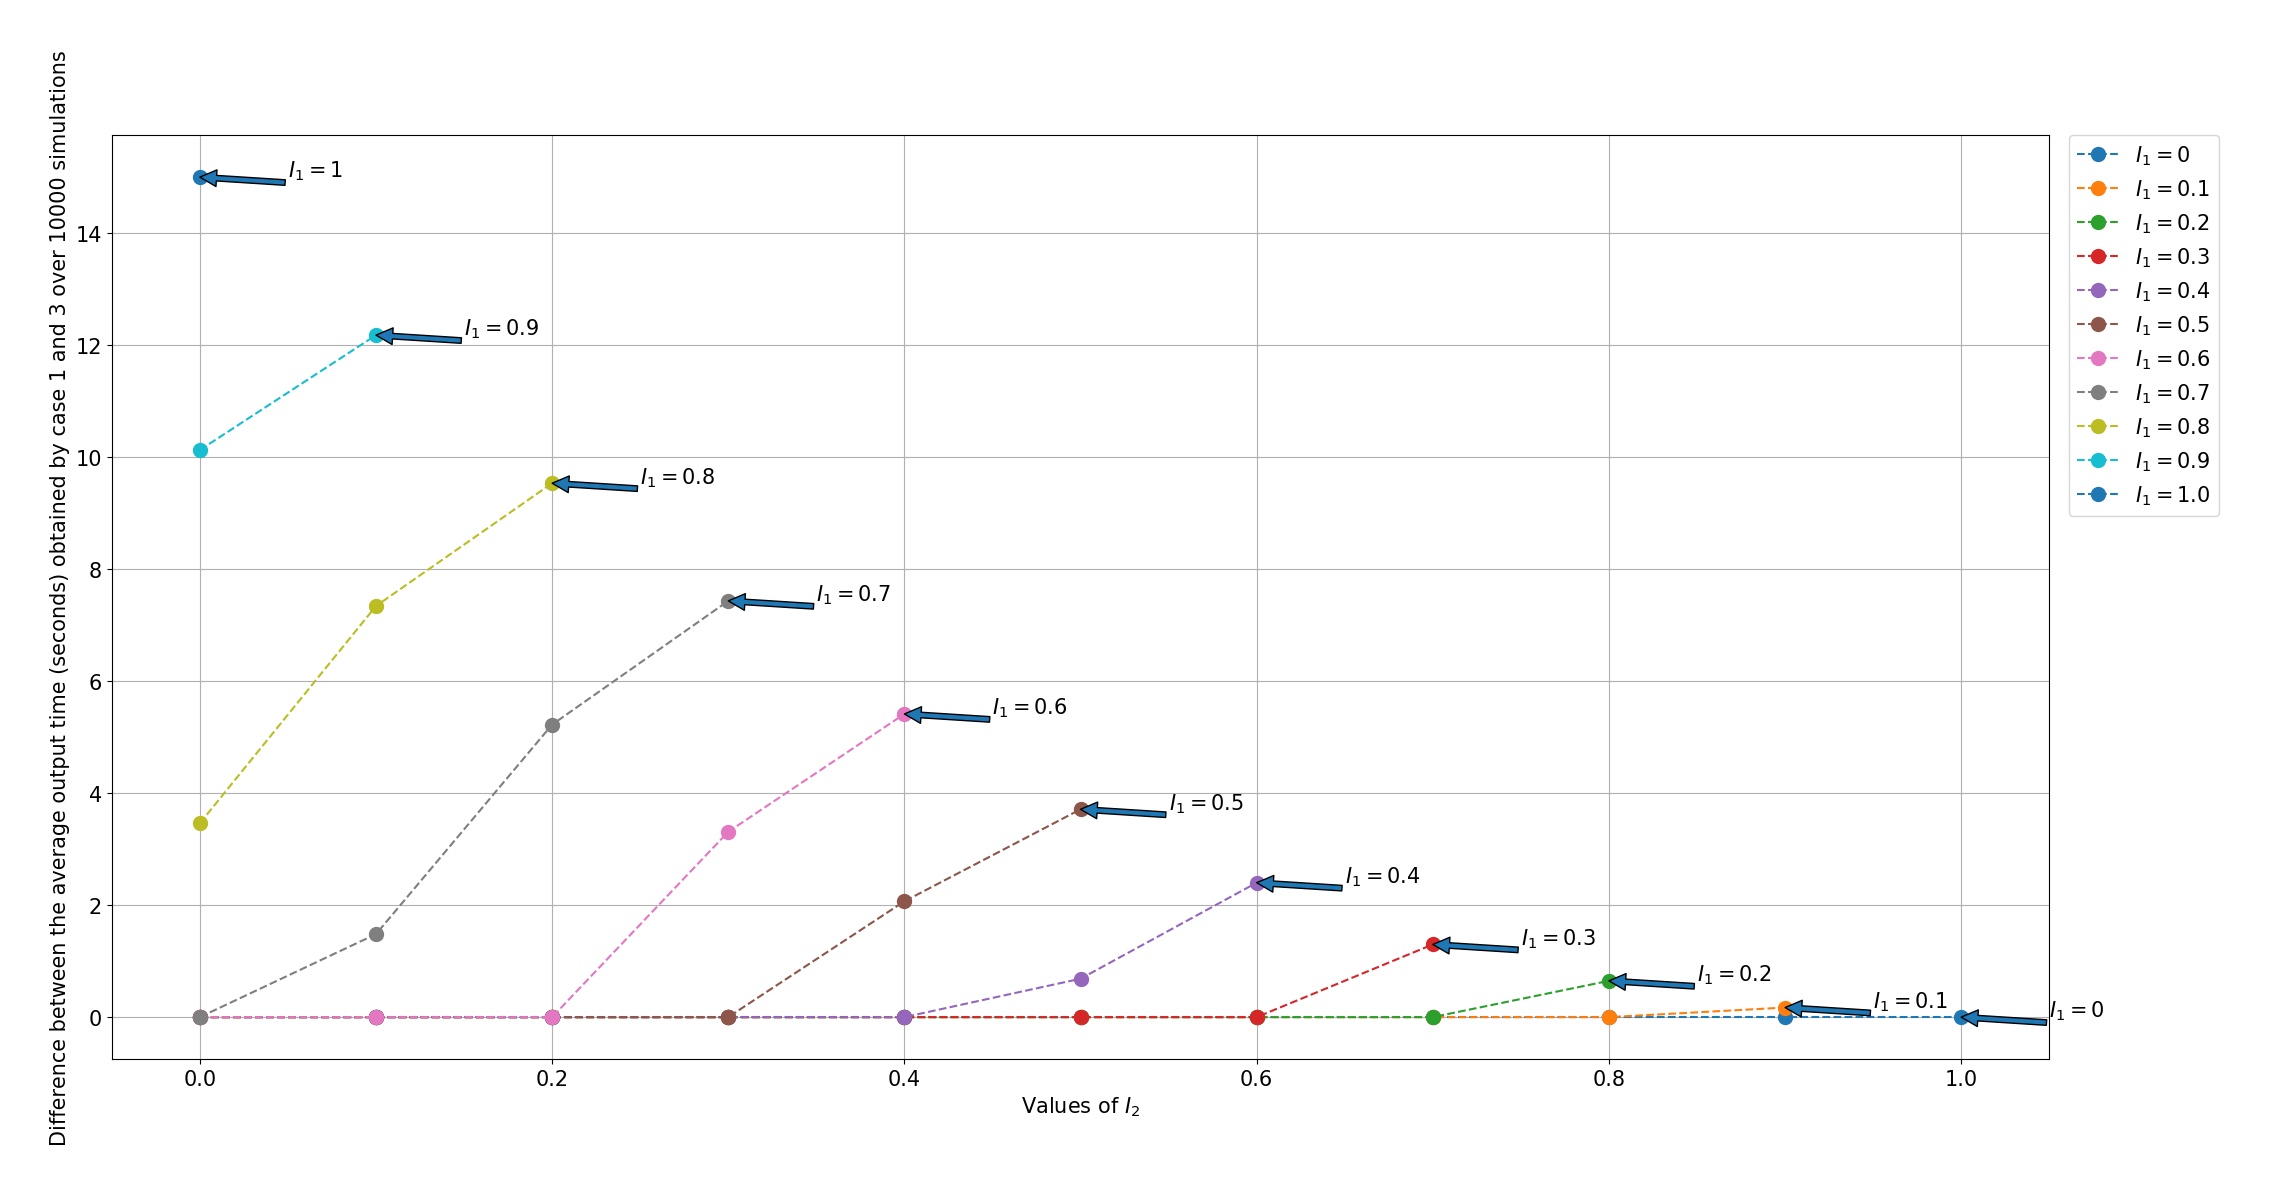 Difference between the average output time (seconds) obtained by case 1 and 3 over 10000 simulations
14
12
10
8
6
4
2
0
0.0
0.2
0.4
0.6
0.8
1.0
Values of I₂
I₁ = 1
I₁ = 0.9
I₁ = 0.8
I₁ = 0.7
I₁ = 0.6
I₁ = 0.5
I₁ = 0.4
I₁ = 0.3
I₁ = 0.2
I₁ = 0.1
I₁ = 0
I₁ = 0
I₁ = 0.1
I₁ = 0.2
I₁ = 0.3
I₁ = 0.4
I₁ = 0.5
I₁ = 0.6
I₁ = 0.7
I₁ = 0.8
I₁ = 0.9
I₁ = 1.0